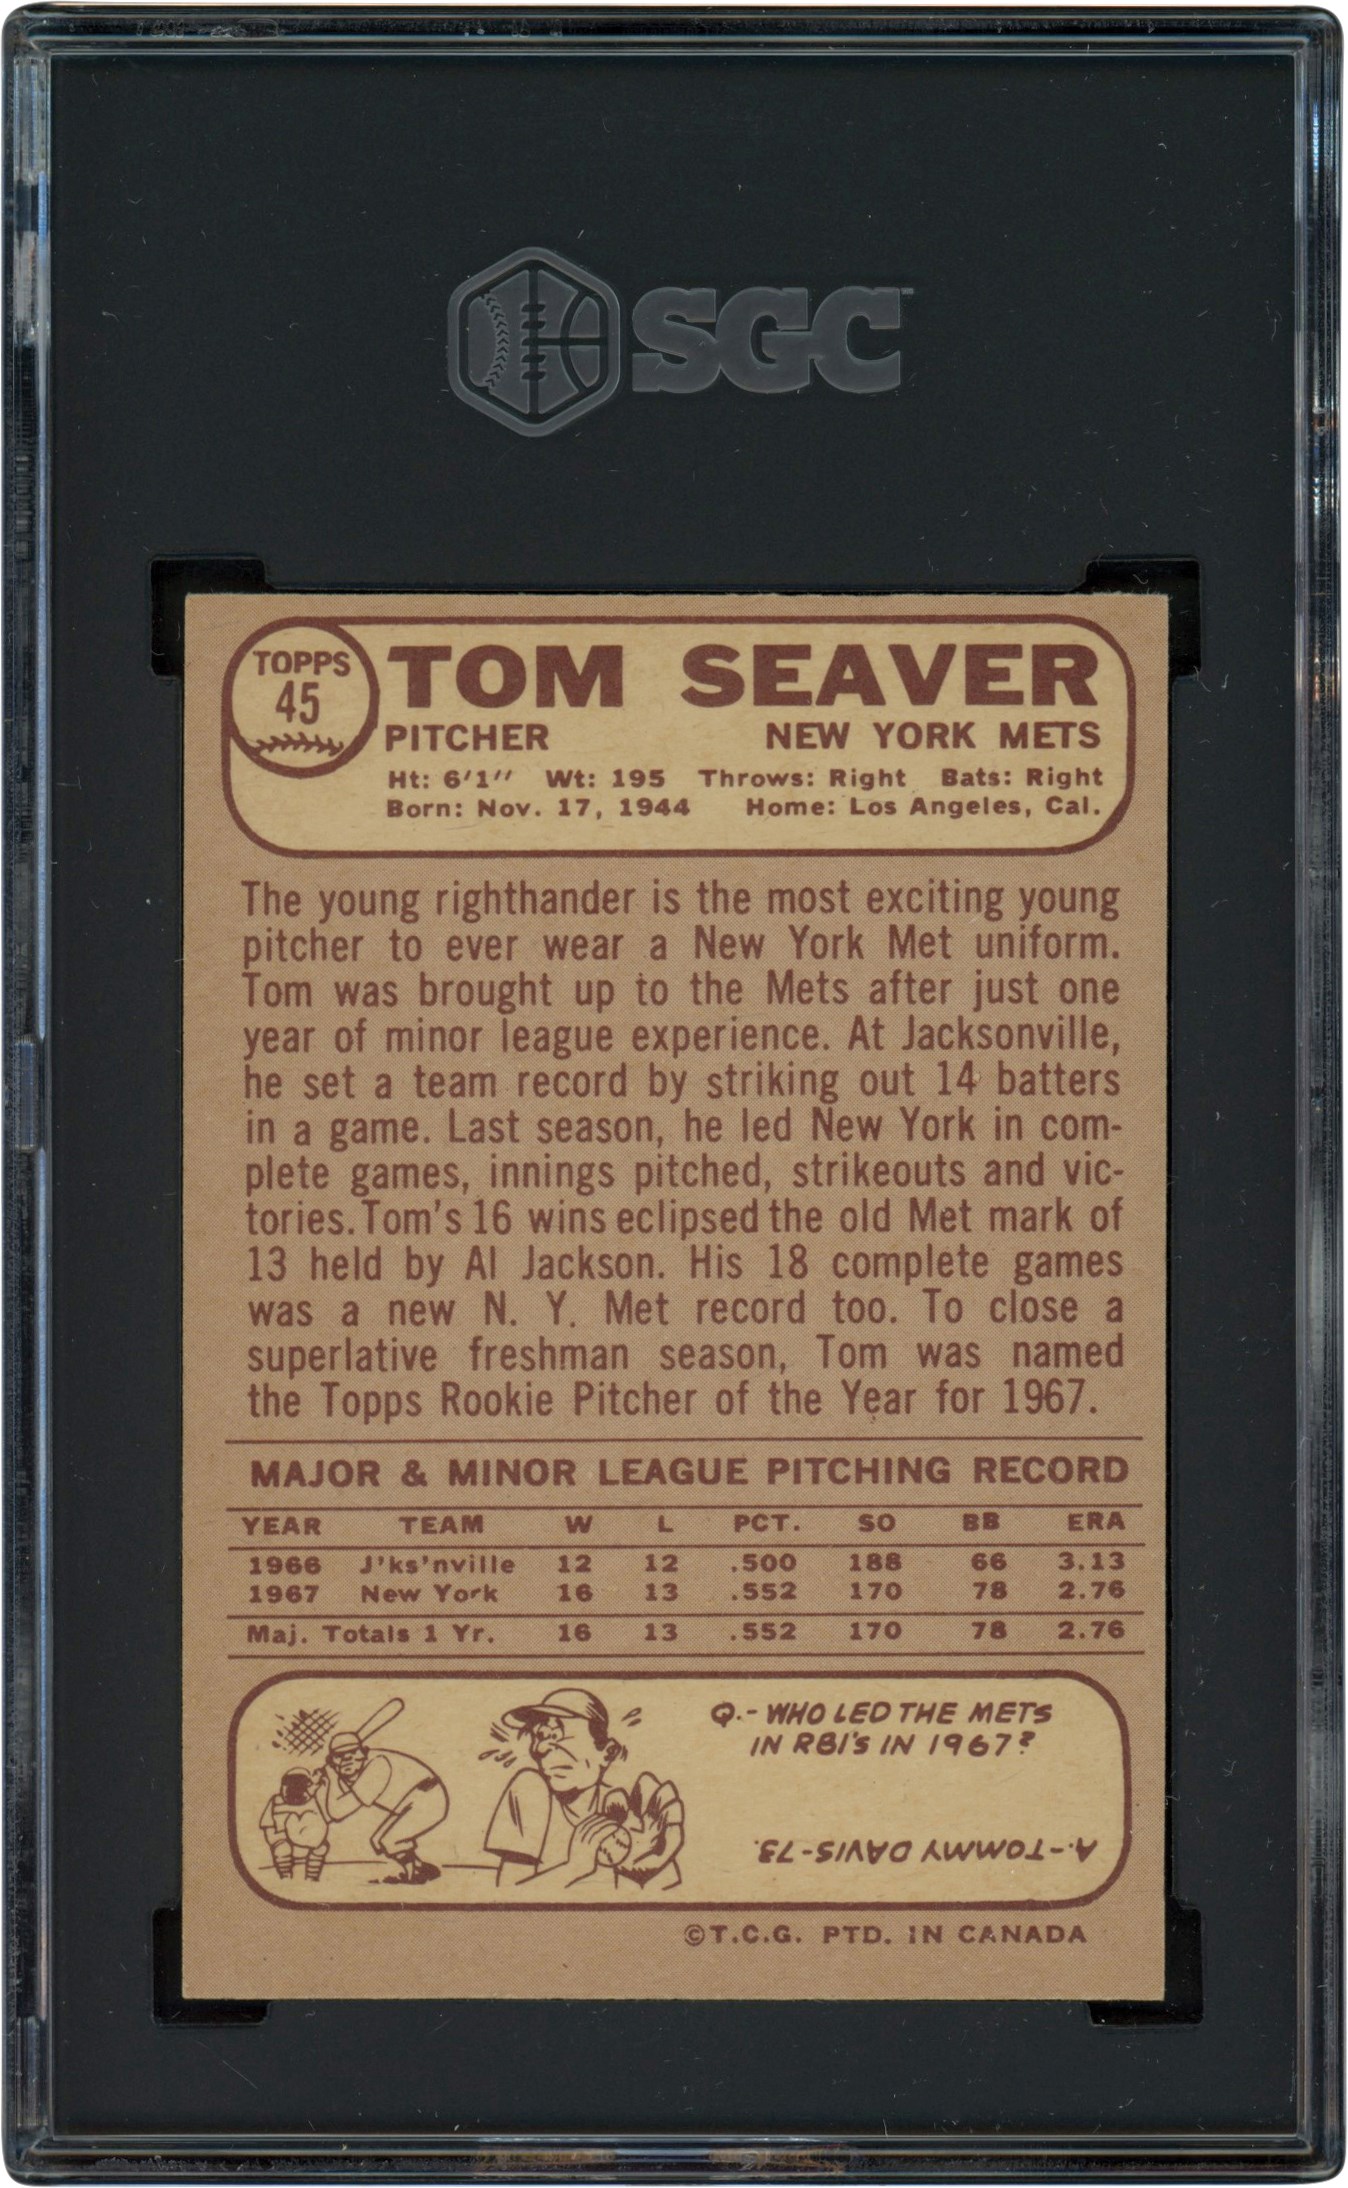 SGC
TOPPS
45
TOM SEAVER
PITCHER NEW YORK METS
Ht: 6'1" Wt: 195 Throws: Right Bats: Right
Born: Nov. 17, 1944 Home: Los Angeles, Cal.
The young righthander is the most exciting young
pitcher to ever wear a New York Met uniform.
Tom was brought up to the Mets after just one
year of minor league experience. At Jacksonville,
he set a team record by striking out 14 batters
in a game. Last season, he led New York in com-
plete games, innings pitched, strikeouts and vic-
tories. Tom's 16 wins eclipsed the old Met mark of
13 held by Al Jackson. His 18 complete games
was a new N. Y. Met record too. To close a
superlative freshman season, Tom was named
the Topps Rookie Pitcher of the Year for 1967.
MAJOR & MINOR LEAGUE PITCHING RECORD
YEAR TEAM W L PCT. SO BB ERA
1966 J'ks'nville 12 12 .500 188 66 3.13
1967 New York 16 13 .552 170 78 2.76
Maj. Totals 1 Yr. 16 13 .552 170 78 2.76
Q.- WHO LED THE METS
IN RBI'S IN 1967?
A.-TOMMY DAVIS-73.
©T.C.G. PTD. IN CANADA